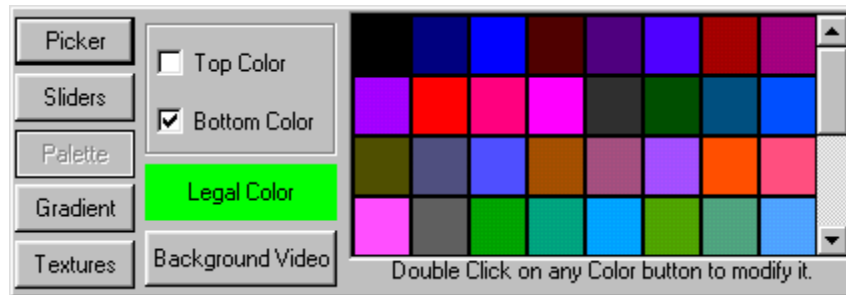 Picker
Sliders
Palette
Gradient
Textures
Top Color
Bottom Color
Legal Color
Background Video
Double Click on any Color button to modify it.